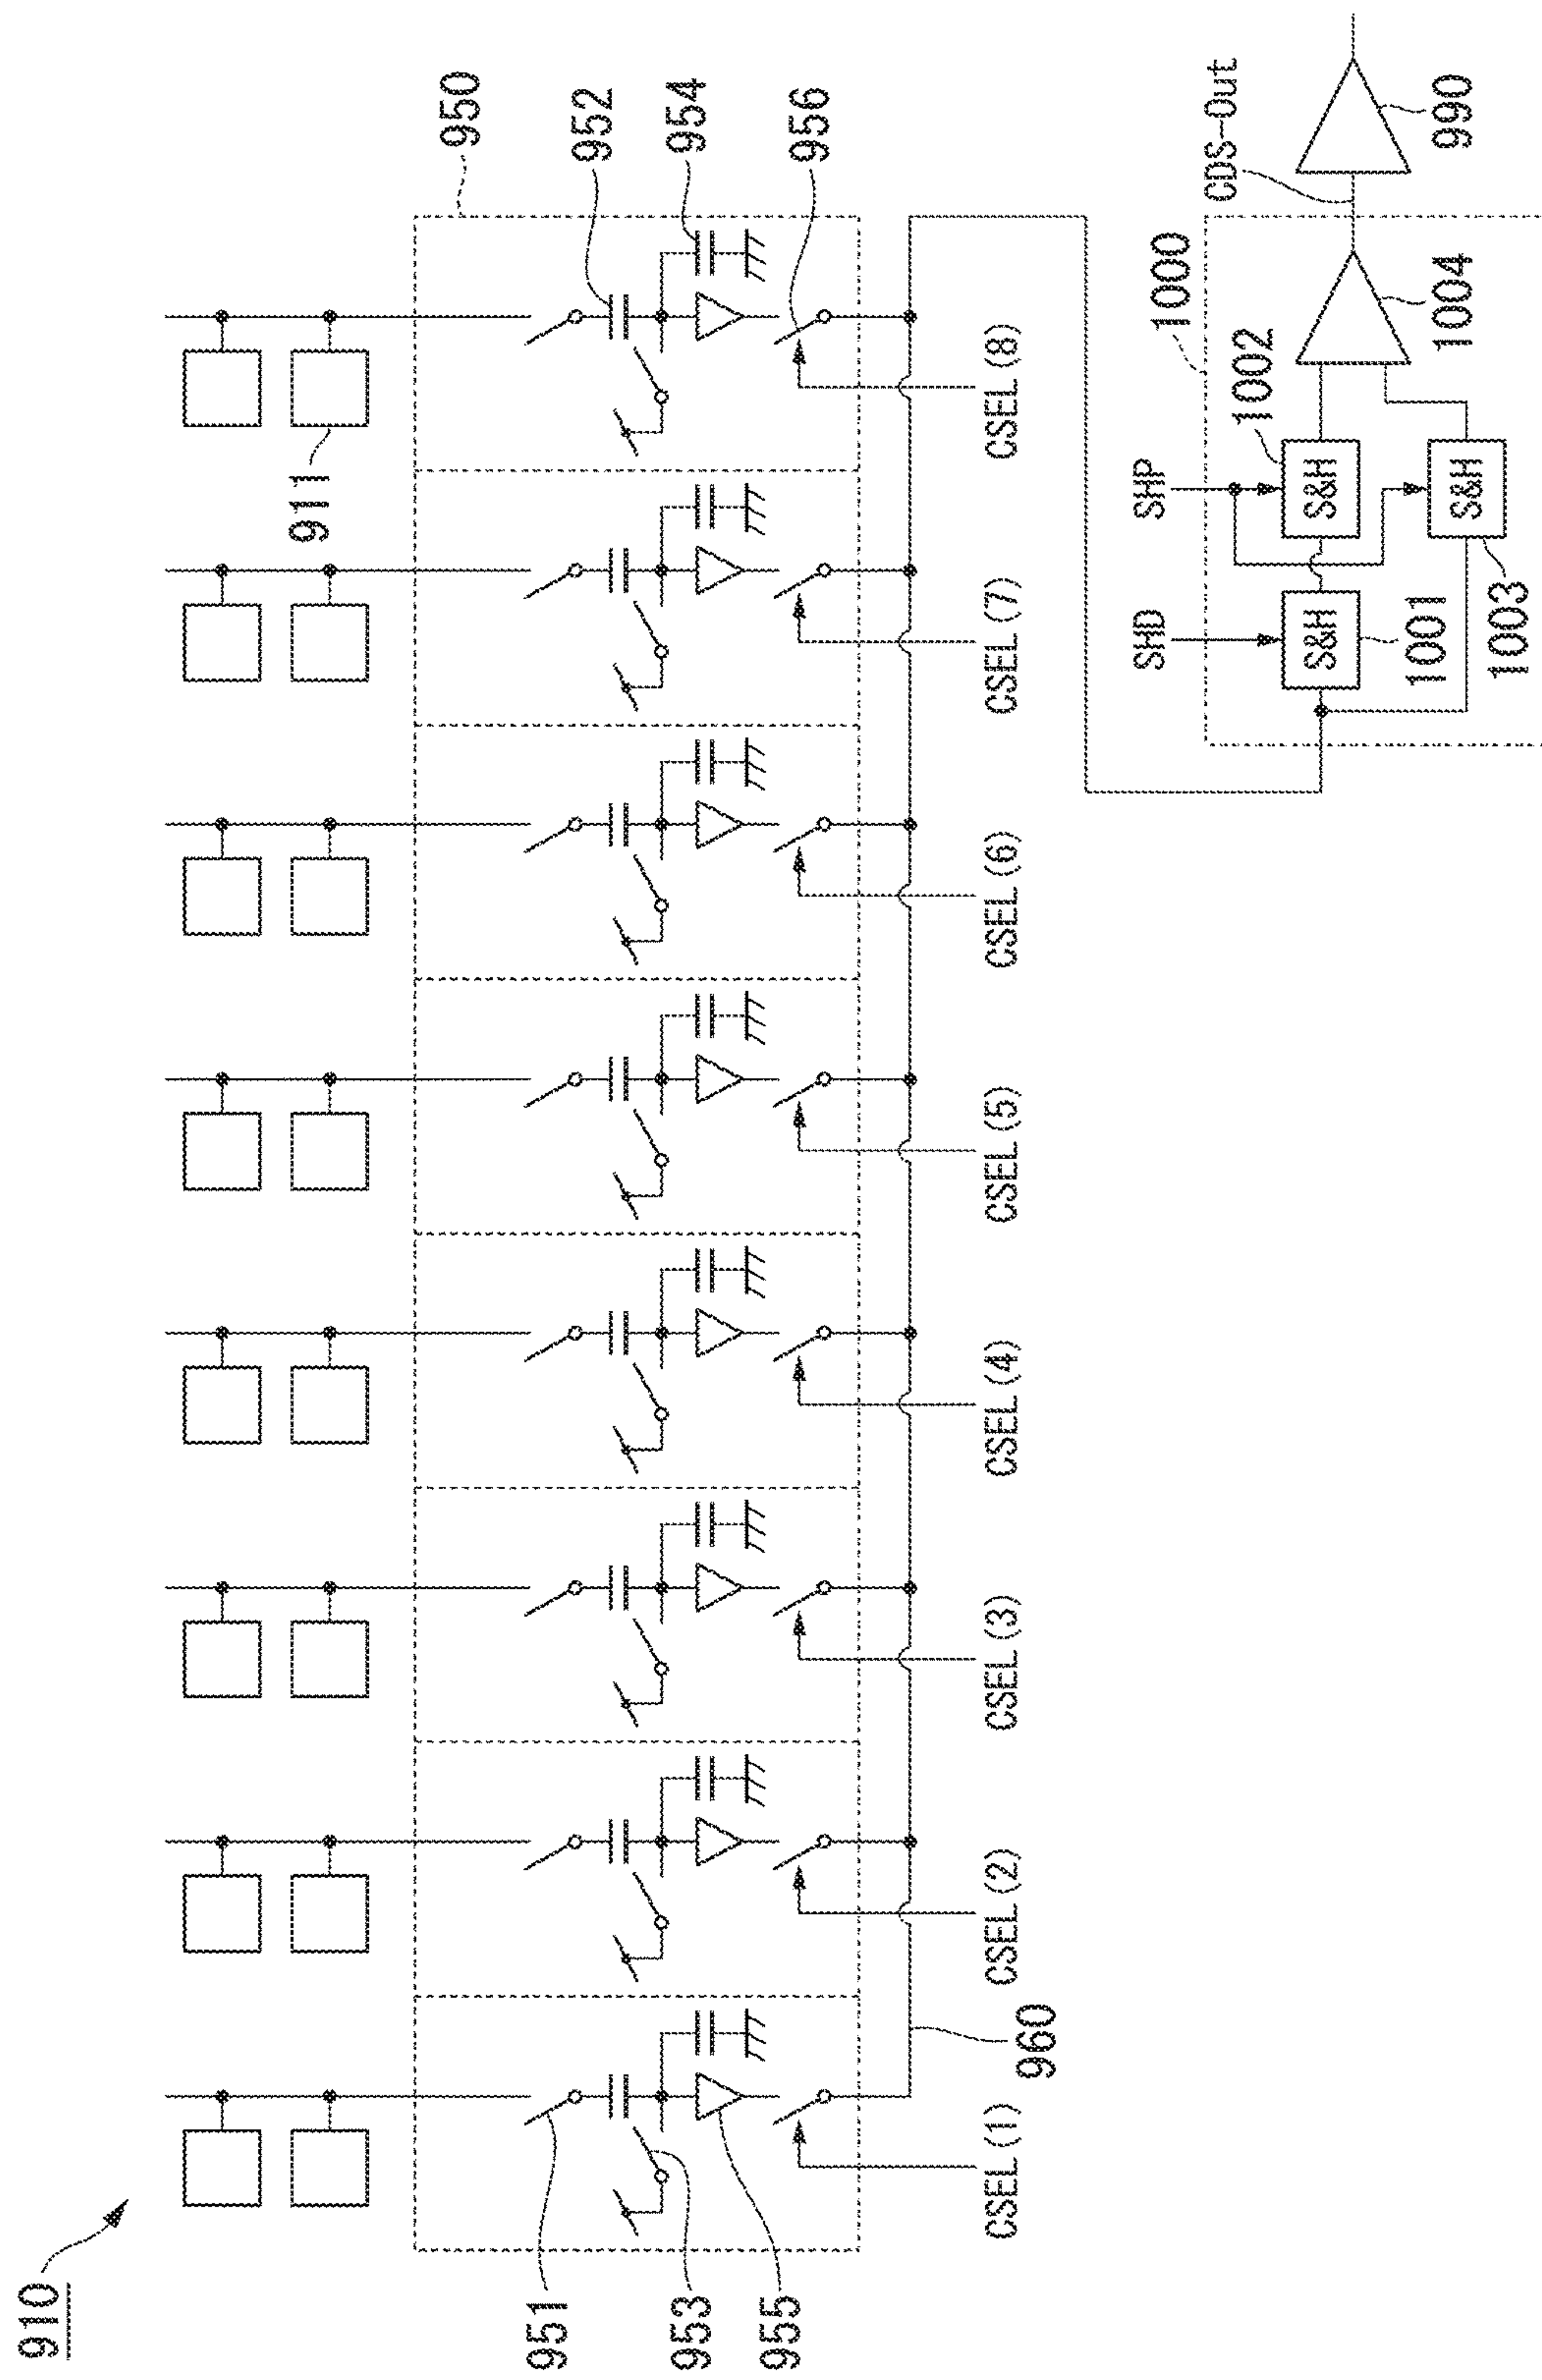 910
911
950
952
954
956
951
953
955
CSEL (1)
CSEL (2)
CSEL (3)
CSEL (4)
CSEL (5)
CSEL (6)
CSEL (7)
CSEL (8)
960
1000
SHD
SHP
S&H
1001
S&H
1002
S&H
1003
1004
CDS-Out
990